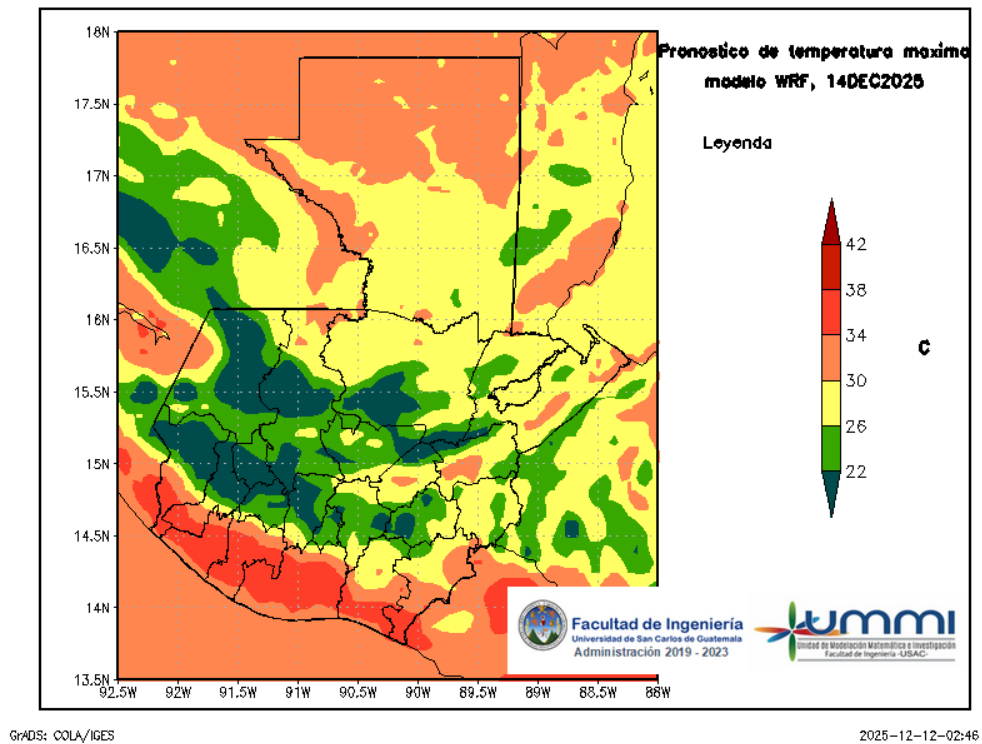 Pronostico de temperatura maxima
modelo WRF, 14DEC2025
Leyenda
42
38
34
30
26
22
C
18N
17.5N
17N
16.5N
16N
15.5N
15N
14.5N
14N
13.5N
92.5W 92W 91.5W 91W 90.5W 90W 89.5W 89W 88.5W 88W
Facultad de Ingeniería
Universidad de San Carlos de Guatemala
Administración 2019 - 2023
ummi
Unidad de Modelación Matemática e Investigación
Facultad de Ingeniería -USAC-
GrADS: COLA/IGES
2025-12-12-02:46